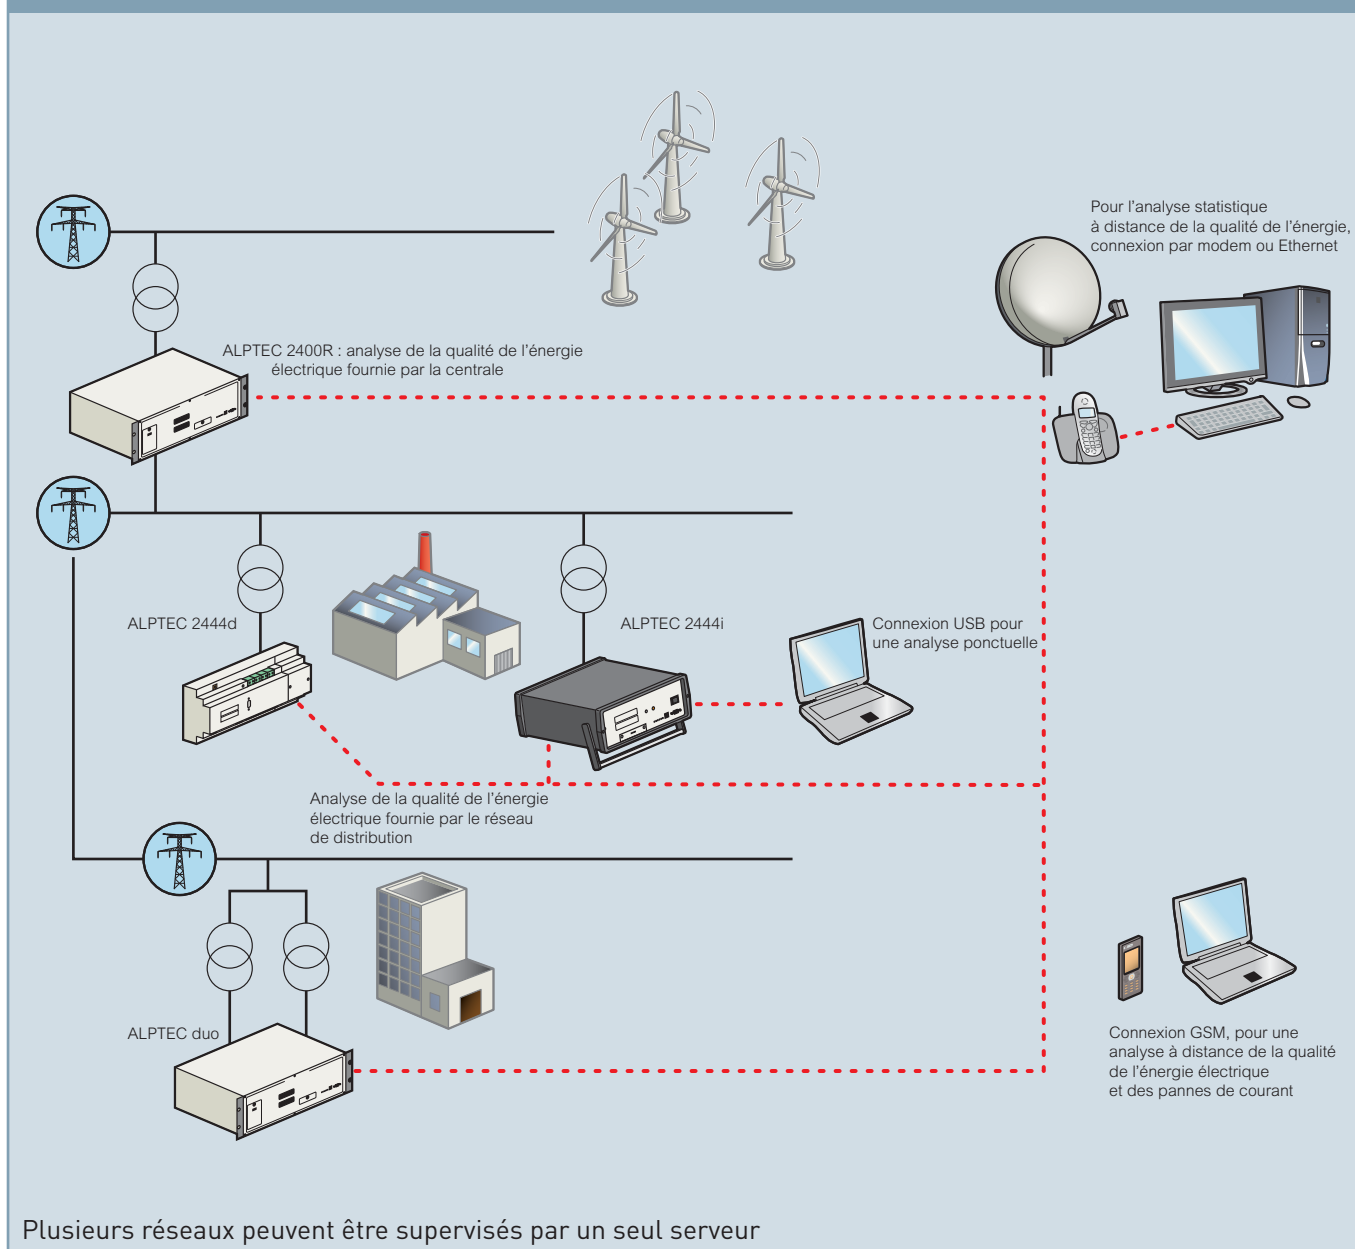 Pour l'analyse statistique
à distance de la qualité de l'énergie,
connexion par modem ou Ethernet
ALPTEC 2400R : analyse de la qualité de l'énergie
électrique fournie par la centrale
ALPTEC 2444d
ALPTEC 2444i
Connexion USB pour
une analyse ponctuelle
Analyse de la qualité de l'énergie
électrique fournie par le réseau
de distribution
ALPTEC duo
Connexion GSM, pour une
analyse à distance de la qualité
de l'énergie électrique
et des pannes de courant
Plusieurs réseaux peuvent être supervisés par un seul serveur